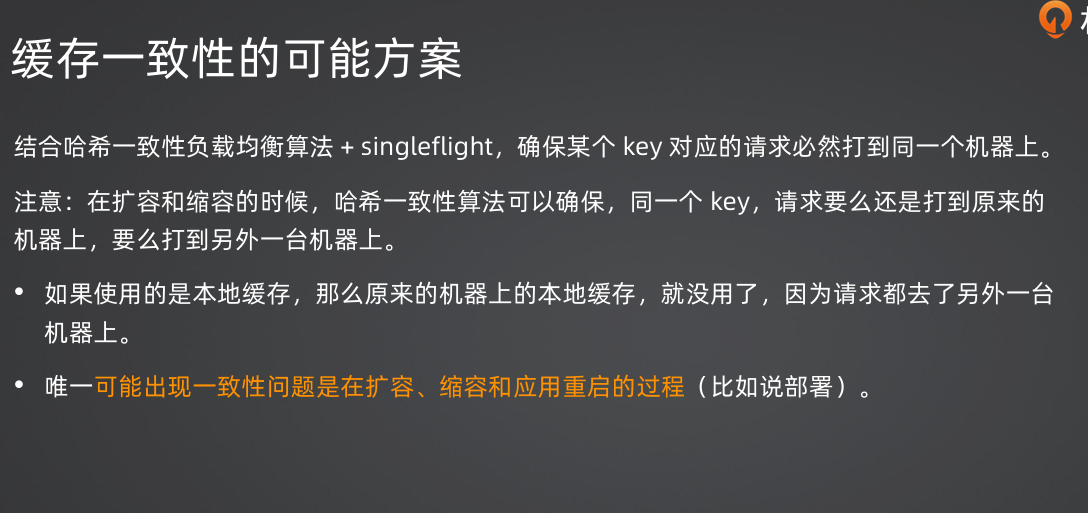 缓存一致性的可能方案
结合哈希一致性负载均衡算法 + singleflight，确保某个 key 对应的请求必然打到同一个机器上。
注意：在扩容和缩容的时候，哈希一致性算法可以确保，同一个 key，请求要么还是打到原来的
机器上，要么打到另外一台机器上。
• 如果使用的是本地缓存，那么原来的机器上的本地缓存，就没用了，因为请求都去了另外一台
机器上。
• 唯一可能出现一致性问题是在扩容、缩容和应用重启的过程（比如说部署）。